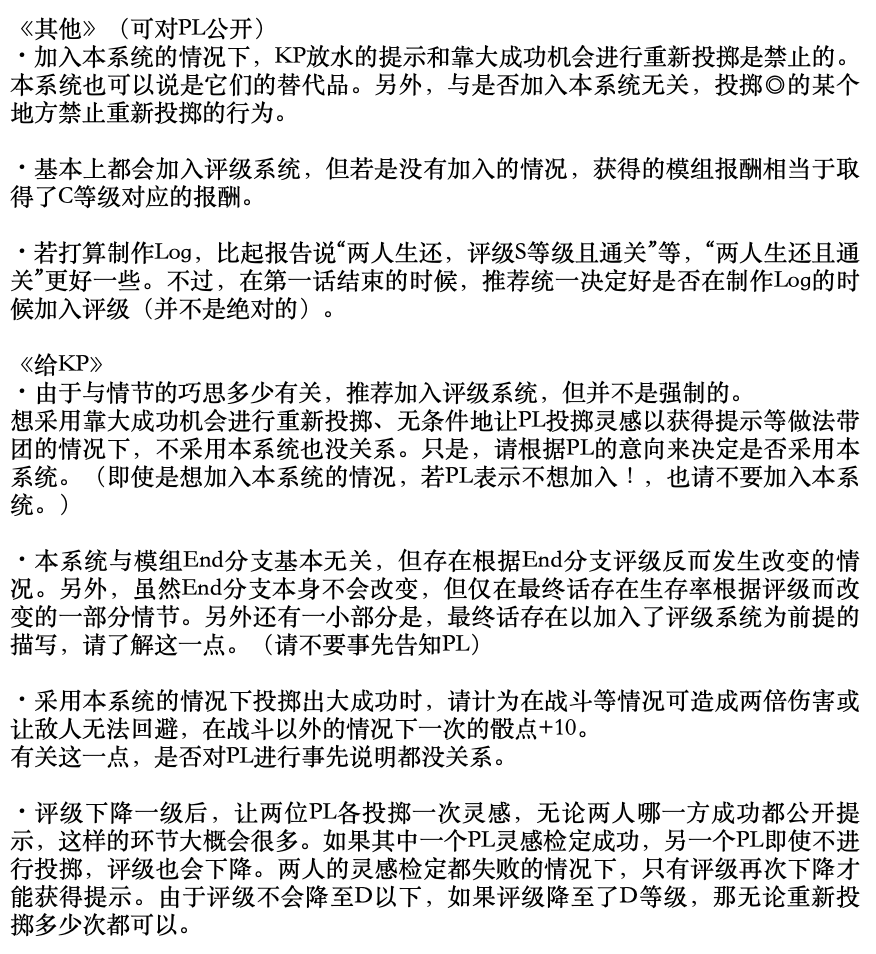 《其他》（可对PL公开）
・加入本系统的情况下，KP放水的提示和靠大成功机会进行重新投掷是禁止的。
本系统也可以说是它们的替代品。另外，与是否加入本系统无关，投掷◎的某个
地方禁止重新投掷的行为。
・基本上都会加入评级系统，但若是没有加入的情况，获得的模组报酬相当于取
得了C等级对应的报酬。
・若打算制作Log，比起报告说“两人生还，评级S等级且通关”等，“两人生还且通
关”更好一些。不过，在第一话结束的时候，推荐统一决定好是否在制作Log的时
候加入评级（并不是绝对的）。
《给KP》
・由于与情节的巧思多少有关，推荐加入评级系统，但并不是强制的。
想采用靠大成功机会进行重新投掷、无条件地让PL投掷灵感以获得提示等做法带
团的情况下，不采用本系统也没关系。只是，请根据PL的意向来决定是否采用本
系统。（即使是想加入本系统的情况，若PL表示不想加入！，也请不要加入本系
统。）
・本系统与模组End分支基本无关，但存在根据End分支评级反而发生改变的情
况。另外，虽然End分支本身不会改变，但仅在最终话存在生存率根据评级而改
变的一部分情节。另外还有一小部分是，最终话存在以加入了评级系统为前提的
描写，请了解这一点。（请不要事先告知PL）
・采用本系统的情况下投掷出大成功时，请计为在战斗等情况可造成两倍伤害或
让敌人无法回避，在战斗以外的情况下一次的骰点+10。
有关这一点，是否对PL进行事先说明都没关系。
・评级下降一级后，让两位PL各投掷一次灵感，无论两人哪一方成功都公开提
示，这样的环节大概会很多。如果其中一个PL灵感检定成功，另一个PL即使不进
行投掷，评级也会下降。两人的灵感检定都失败的情况下，只有评级再次下降才
能获得提示。由于评级不会降至D以下，如果评级降至了D等级，那无论重新投
掷多少次都可以。